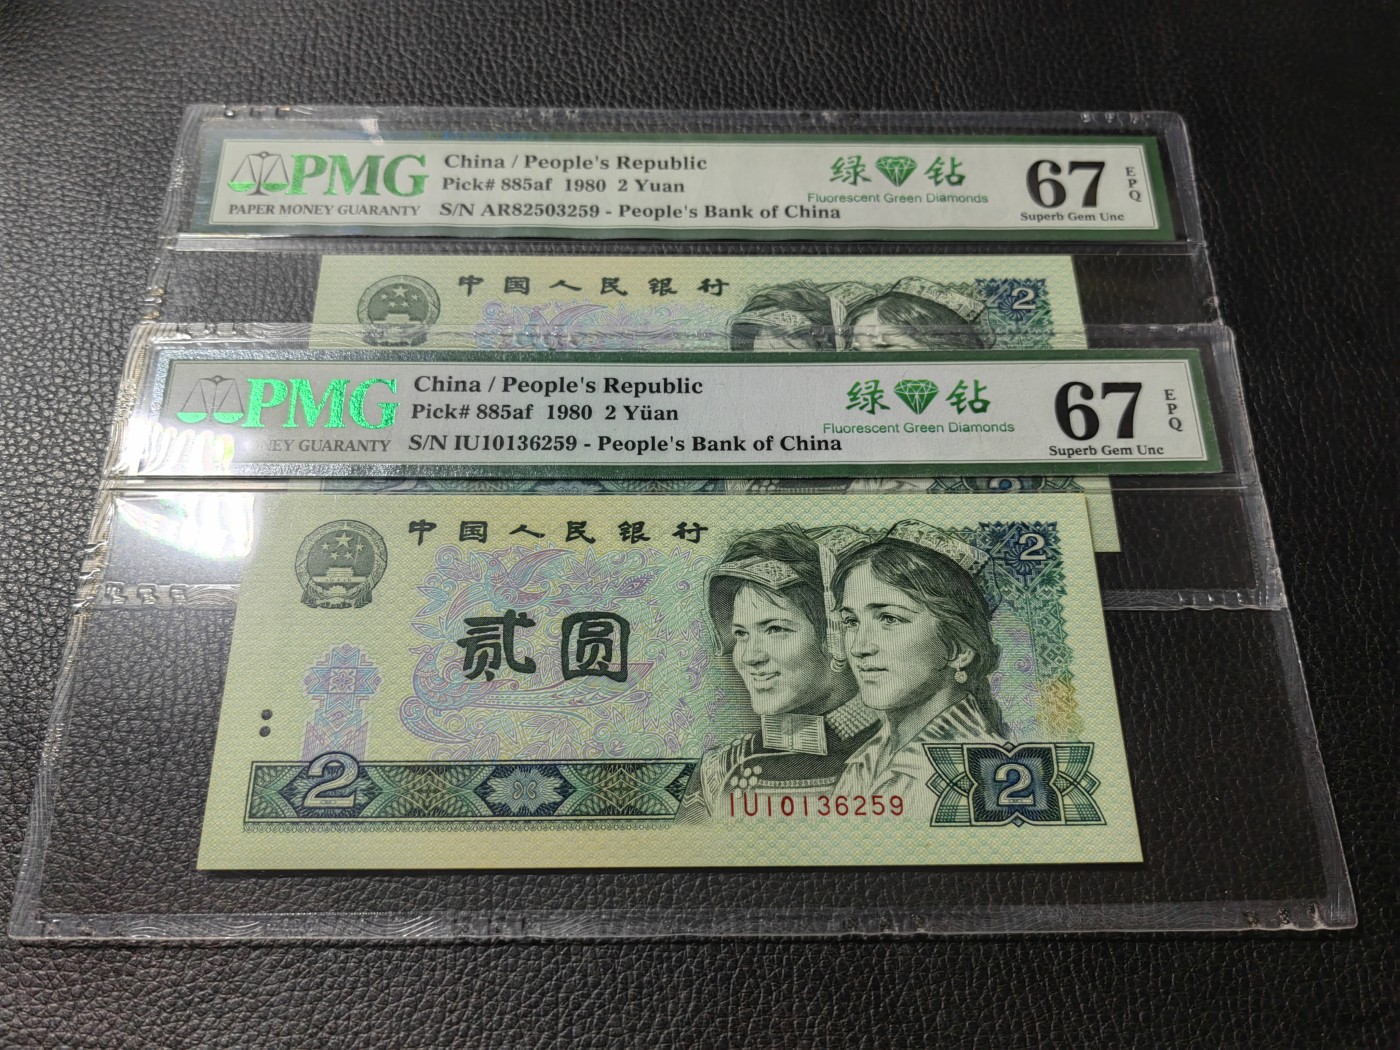 PMG
PAPER MONEY GUARANTY
China / People's Republic
Pick# 885af 1980 2 Yuan
S/N AR82503259 - People's Bank of China
绿 钻
Fluorescent Green Diamonds
67
EPQ
Superb Gem Unc
中国人民银行
2
PMG
NEY GUARANTY
China / People's Republic
Pick# 885af 1980 2 Yüan
S/N IU10136259 - People's Bank of China
绿 钻
Fluorescent Green Diamonds
67
EPQ
Superb Gem Unc
中国人民银行
2
贰圆
2
IU10136259
2